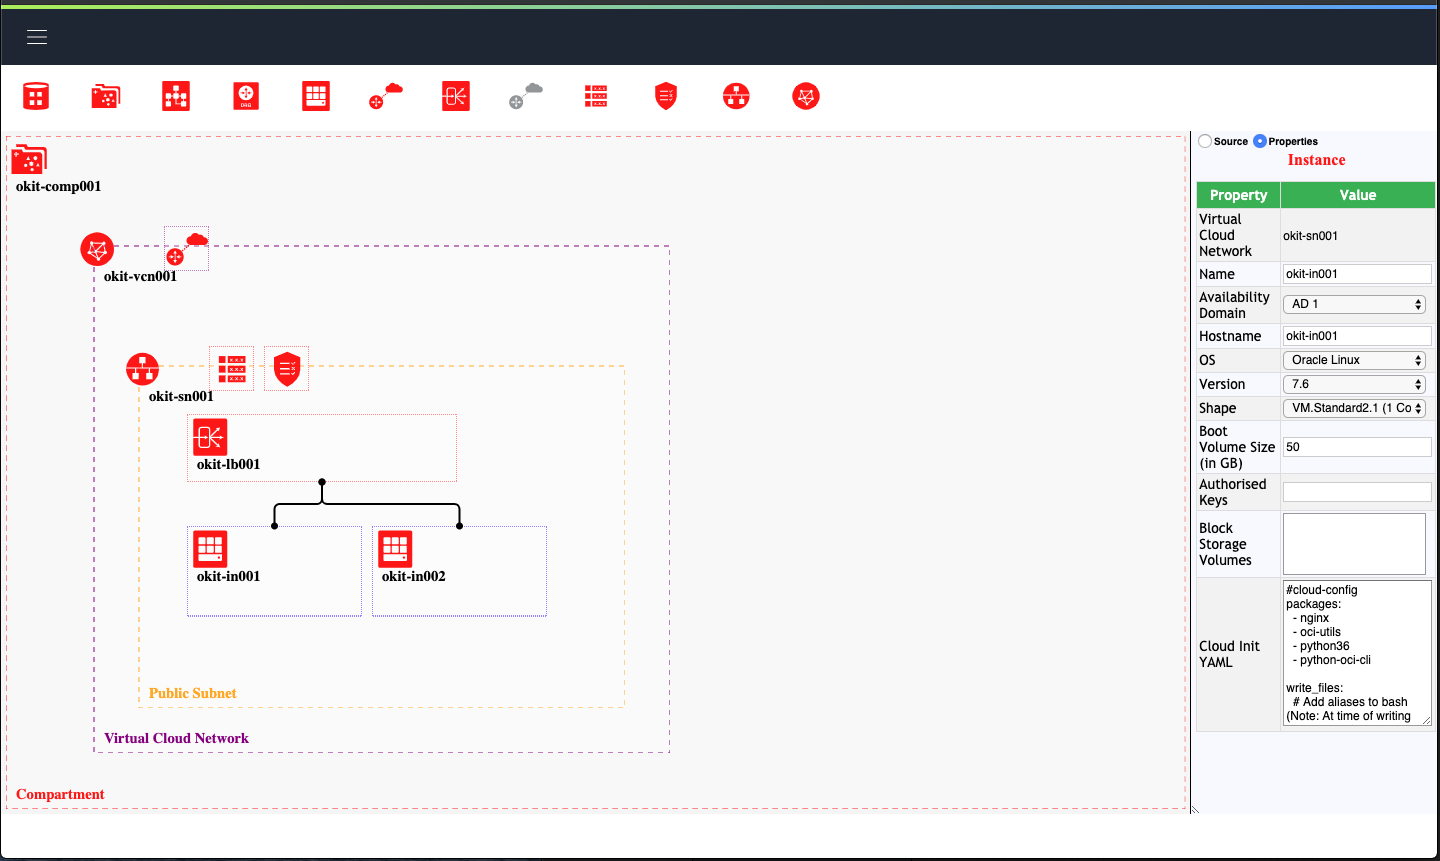 DRG
okit-comp001
okit-vcn001
okit-sn001
okit-lb001
okit-in001
okit-in002
Public Subnet
Virtual Cloud Network
Compartment
Source Properties
Instance
Property Value
Virtual
Cloud
Network
okit-sn001
Name okit-in001
Availability
Domain
AD 1
Hostname okit-in001
OS Oracle Linux
Version 7.6
Shape VM.Standard2.1 (1 Co
Boot
Volume Size
(in GB)
50
Authorised
Keys
Block
Storage
Volumes
Cloud Init
YAML
#cloud-config
packages:
- nginx
- oci-utils
- python36
- python-oci-cli
write_files:
# Add aliases to bash
(Note: At time of writing